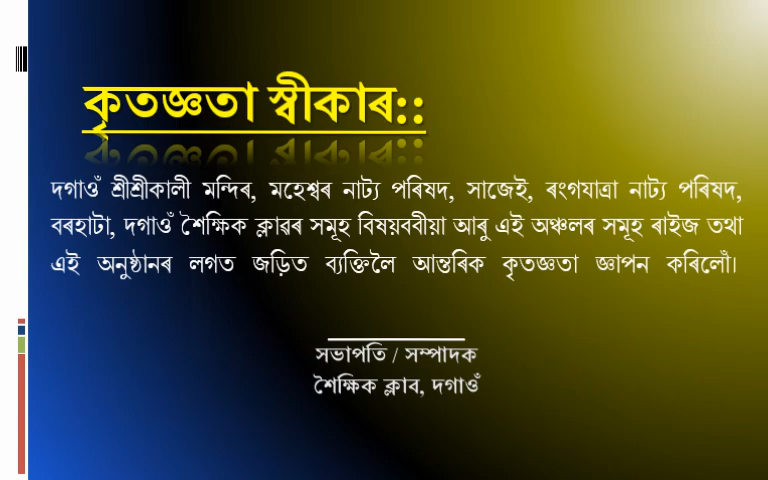 কৃতজ্ঞতা স্বীকাৰ::
দগাওঁ শ্ৰীশ্ৰীকালী মন্দিৰ, মহেশ্বৰ নাট্য পৰিষদ, সাজেই, ৰংগযাত্ৰা নাট্য পৰিষদ,
বৰহাটা, দগাওঁ শৈক্ষিক ক্লাৱৰ সমূহ বিষয়ববীয়া আৰু এই অঞ্চলৰ সমূহ ৰাইজ তথা
এই অনুষ্ঠানৰ লগত জড়িত ব্যক্তিলৈ আন্তৰিক কৃতজ্ঞতা জ্ঞাপন কৰিলোঁ।
সভাপতি / সম্পাদক
শৈক্ষিক ক্লাব, দগাওঁ